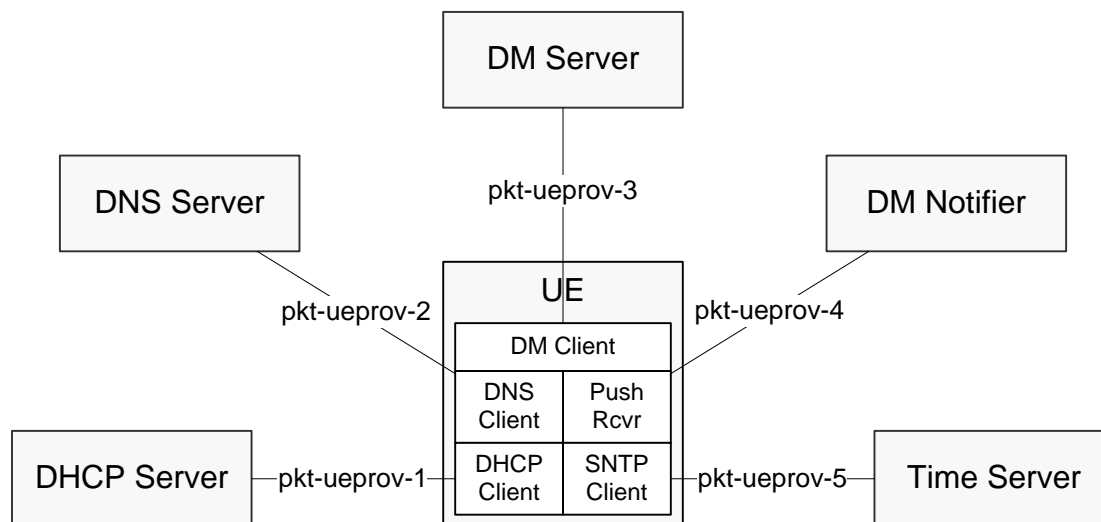 DM Server
pkt-ueprov-3
DNS Server
DM Notifier
UE
pkt-ueprov-2
pkt-ueprov-4
DM Client
DNS
Client
Push
Rcvr
DHCP Server
pkt-ueprov-1
DHCP
Client
SNTP
Client
pkt-ueprov-5
Time Server